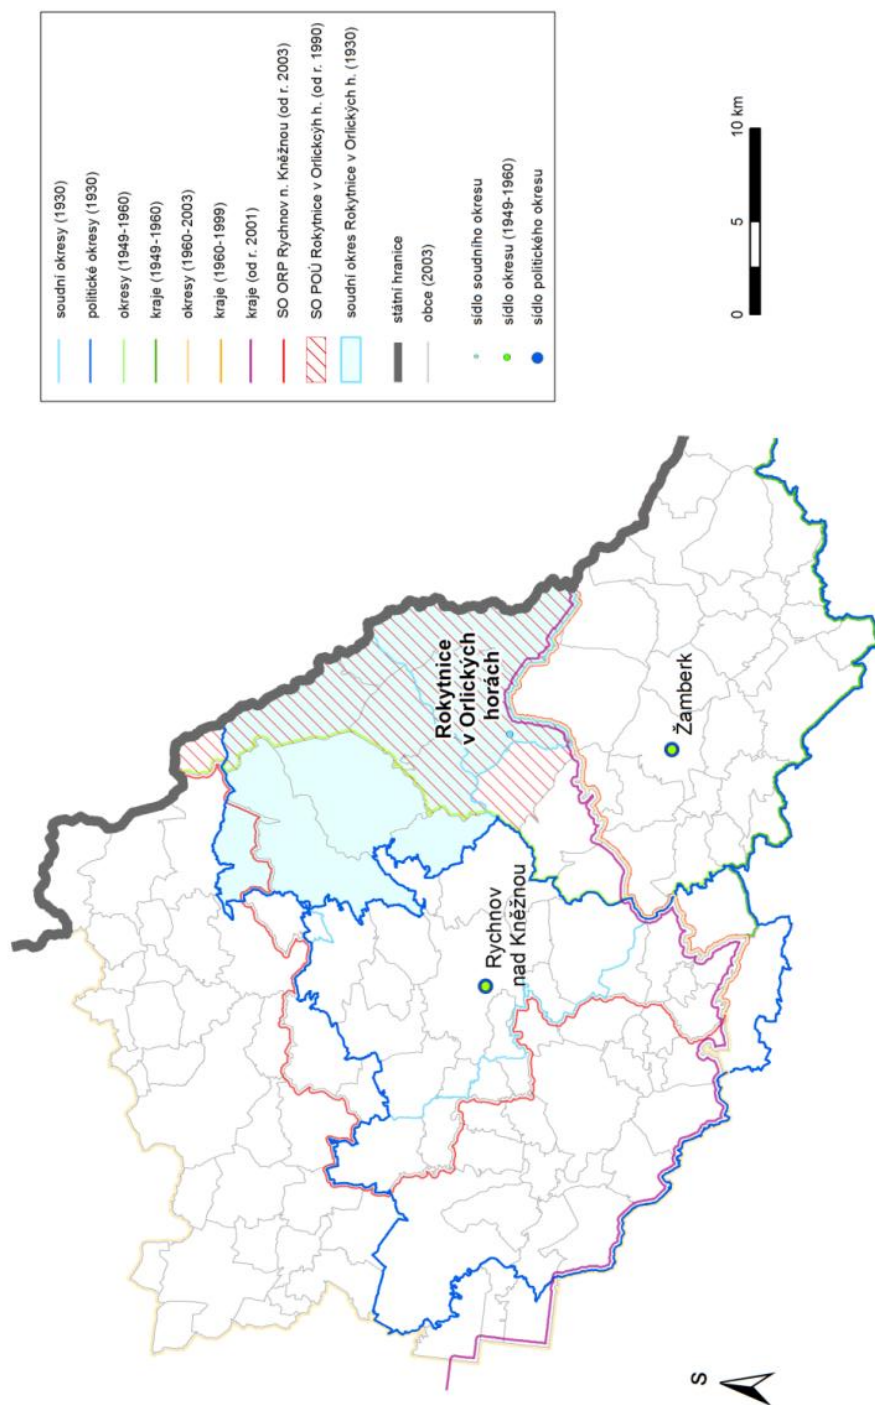 soudní okresy (1930)
politické okresy (1930)
okresy (1949-1960)
kraje (1949-1960)
okresy (1960-2003)
kraje (1960-1999)
kraje (od r. 2001)
SO ORP Rychnov n. Kněžnou (od r. 2003)
SO POÚ Rokytnice v Orlickcýh h. (od r. 1990)
soudní okres Rokytnice v Orlických h. (1930)
státní hranice
obce (2003)
sídlo soudního okresu
sídlo okresu (1949-1960)
sídlo politického okresu
0
5
10 km
Rokytnice
v Orlických
horách
Rychnov
nad Kněžnou
Žamberk
S